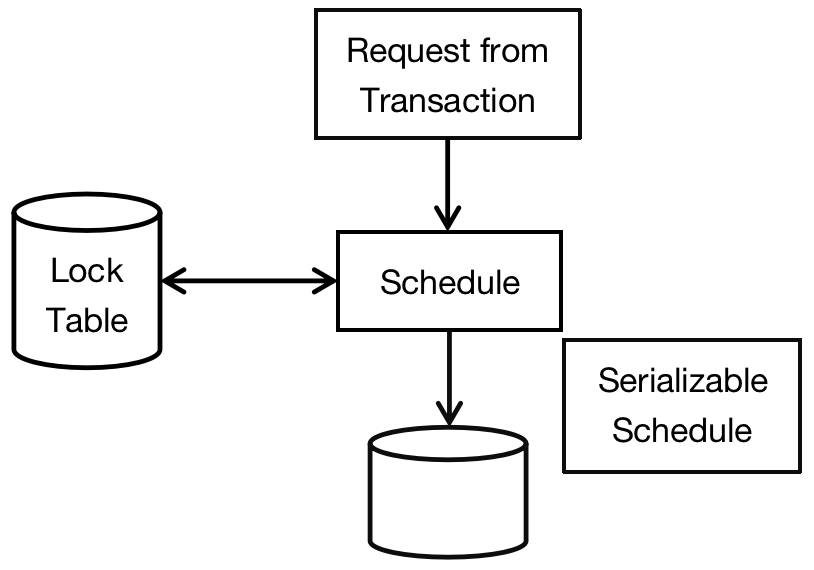 Request from
Transaction
Lock
Table
Schedule
Serializable
Schedule